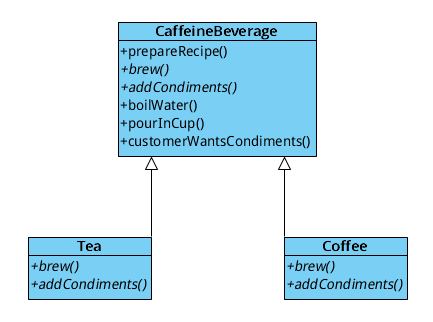 CaffeineBeverage
+prepareRecipe()
+brew()
+addCondiments()
+boilWater()
+pourInCup()
+customerWantsCondiments()
Tea
+brew()
+addCondiments()
Coffee
+brew()
+addCondiments()